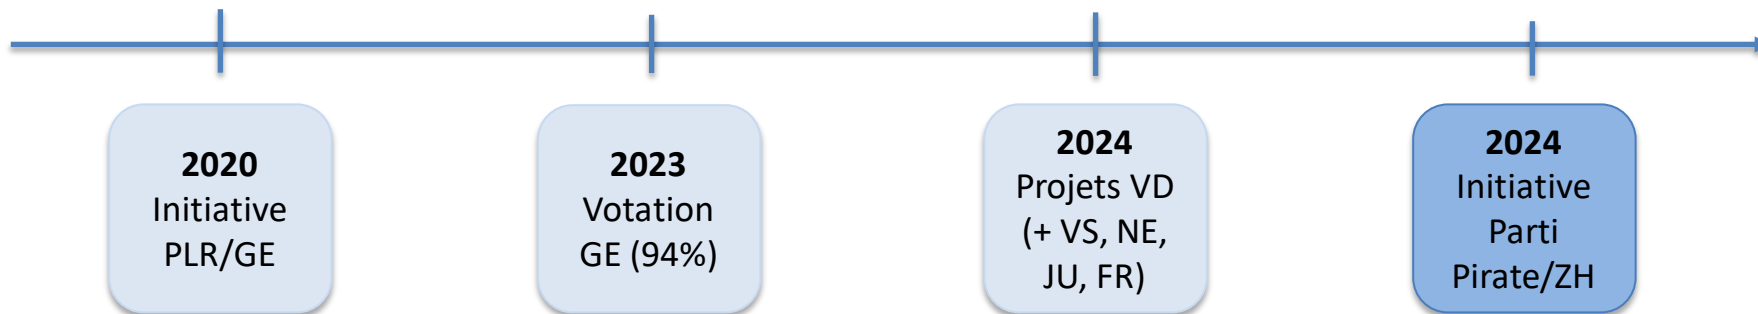 2020
Initiative
PLR/GE
2023
Votation
GE (94%)
2024
Projets VD
(+ VS, NE,
JU, FR)
2024
Initiative
Parti
Pirate/ZH